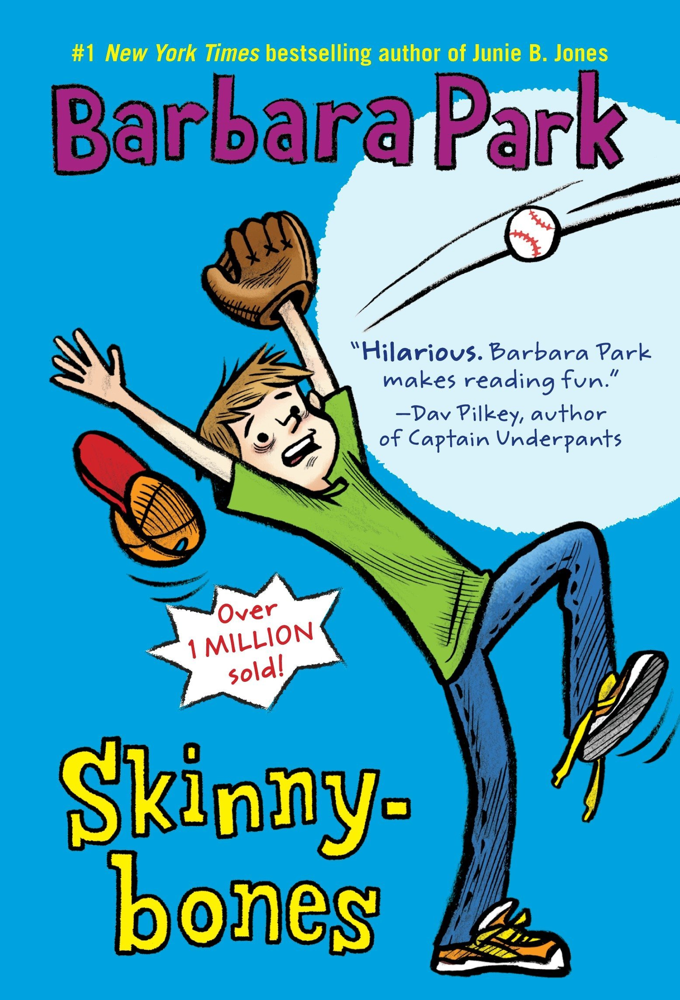 #1 New York Times bestselling author of Junie B. Jones
Barbara Park
“Hilarious. Barbara Park
makes reading fun.”
—Dav Pilkey, author
of Captain Underpants
Over
1 MILLION
sold!
Skinny-
bones